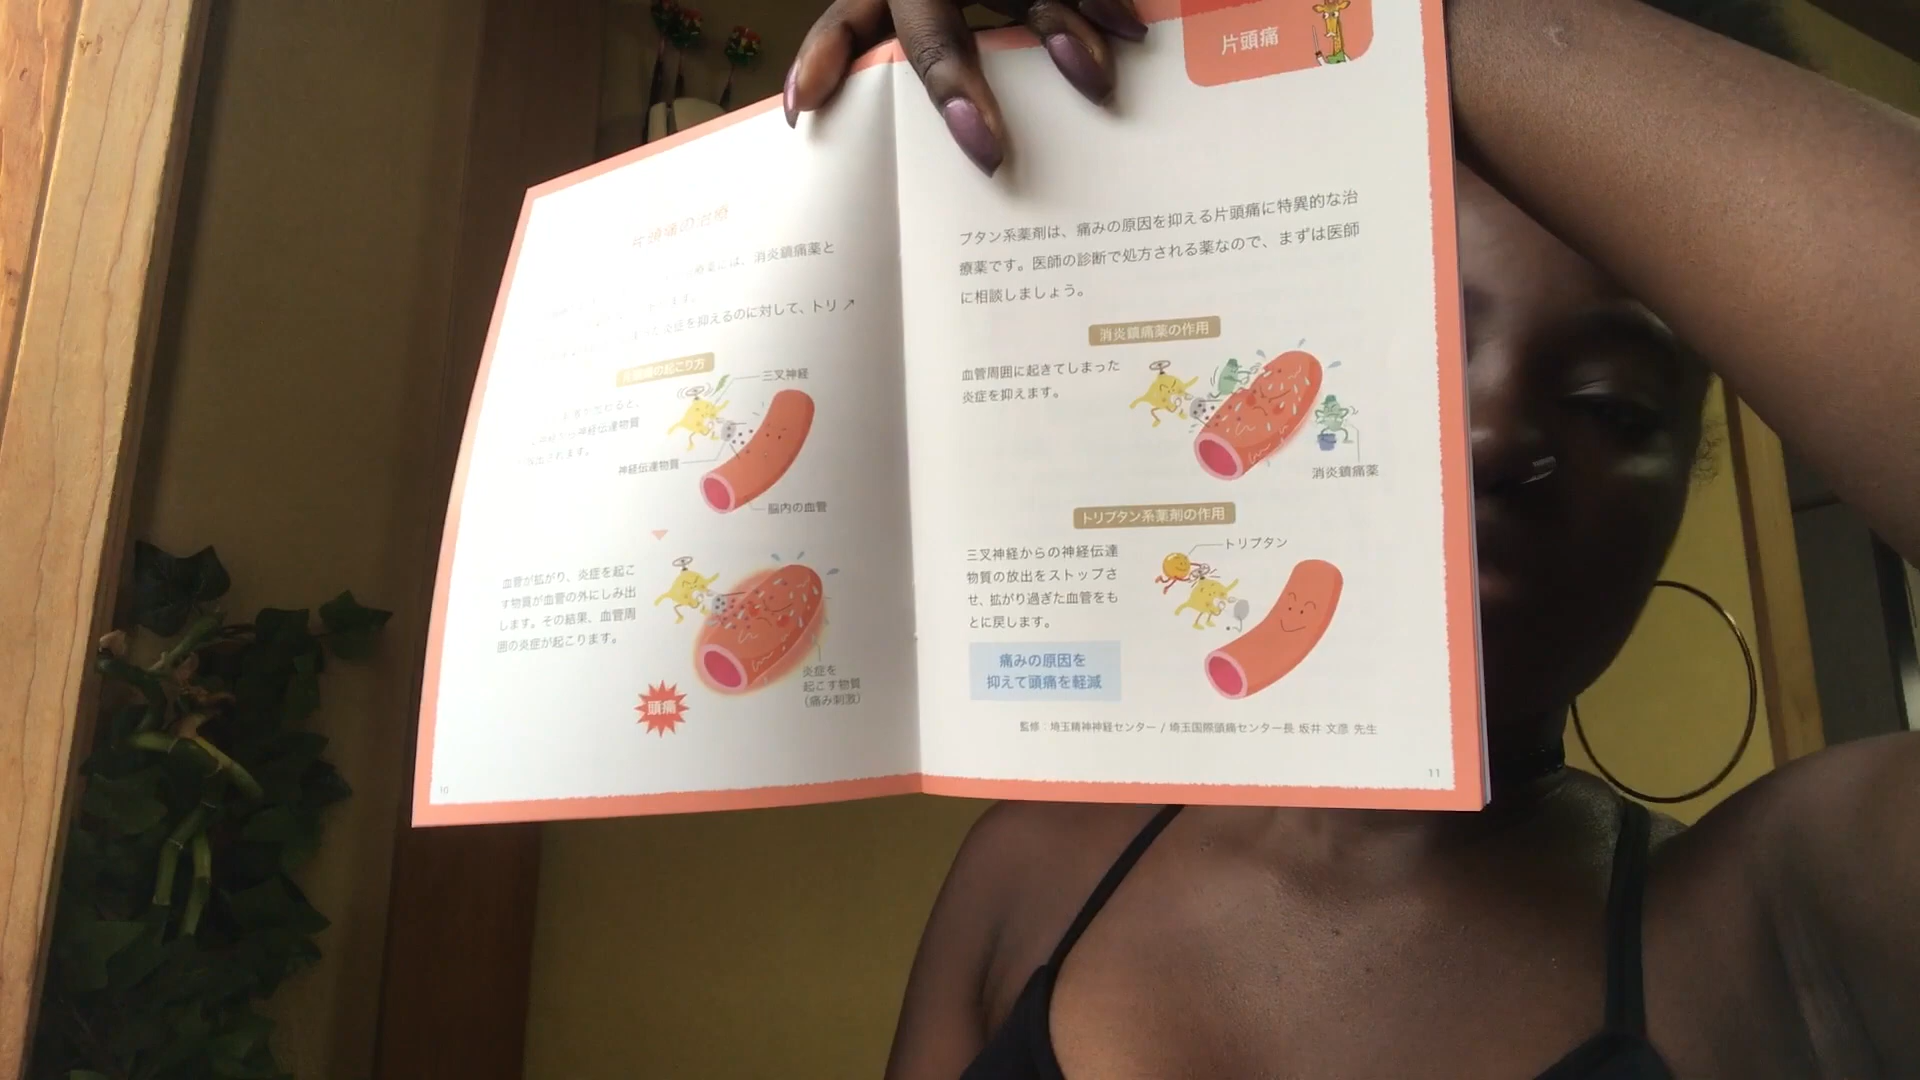 片頭痛の治療
療薬には、消炎鎮痛薬と
ます。
炎症を抑えるのに対して、トリ↗
片頭痛の起こり方
三叉神経
神経伝達物質
出されます。
神経伝達物質
脳内の血管
血管が拡がり、炎症を起こ
す物質が血管の外にしみ出
します。その結果、血管周
囲の炎症が起こります。
炎症を
起こす物質
(痛み刺激)
頭痛
10
片頭痛
プタン系薬剤は、痛みの原因を抑える片頭痛に特異的な治
療薬です。医師の診断で処方される薬なので、まずは医師
に相談しましょう。
消炎鎮痛薬の作用
血管周囲に起きてしまった
炎症を抑えます。
消炎鎮痛薬
トリプタン系薬剤の作用
三叉神経からの神経伝達
物質の放出をストップさ
せ、拡がり過ぎた血管をも
とに戻します。
トリプタン
痛みの原因を
抑えて頭痛を軽減
監修:埼玉精神神経センター / 埼玉国際頭痛センター長 坂井 文彦 先生
11